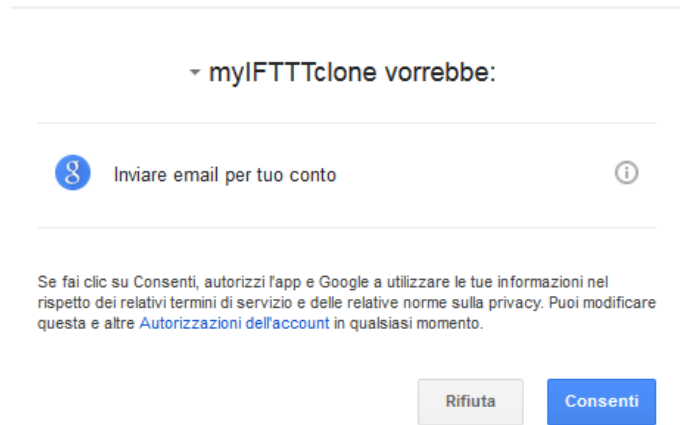 myIFTTTclone vorrebbe:
Inviare email per tuo conto
Se fai clic su Consenti, autorizzi l'app e Google a utilizzare le tue informazioni nel
rispetto dei relativi termini di servizio e delle relative norme sulla privacy. Puoi modificare
questa e altre Autorizzazioni dell'account in qualsiasi momento.
Rifiuta
Consenti